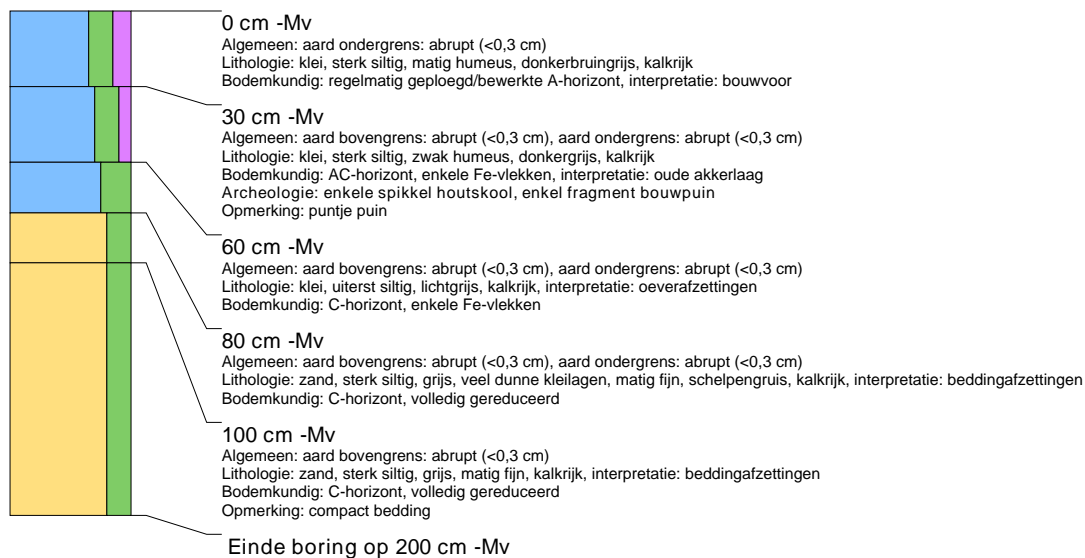 0 cm -Mv
Algemeen: aard ondergrens: abrupt (<0,3 cm)
Lithologie: klei, sterk siltig, matig humeus, donkerbruingrijs, kalkrijk
Bodemkundig: regelmatig geploegd/bewerkte A-horizont, interpretatie: bouwvoor
30 cm -Mv
Algemeen: aard bovengrens: abrupt (<0,3 cm), aard ondergrens: abrupt (<0,3 cm)
Lithologie: klei, sterk siltig, zwak humeus, donkergrijs, kalkrijk
Bodemkundig: AC-horizont, enkele Fe-vlekken, interpretatie: oude akkerlaag
Archeologie: enkele spikkel houtskool, enkel fragment bouwpuin
Opmerking: puntje puin
60 cm -Mv
Algemeen: aard bovengrens: abrupt (<0,3 cm), aard ondergrens: abrupt (<0,3 cm)
Lithologie: klei, uiterst siltig, lichtgrijs, kalkrijk, interpretatie: oeverafzettingen
Bodemkundig: C-horizont, enkele Fe-vlekken
80 cm -Mv
Algemeen: aard bovengrens: abrupt (<0,3 cm), aard ondergrens: abrupt (<0,3 cm)
Lithologie: zand, sterk siltig, grijs, veel dunne kleilagen, matig fijn, schelpengruis, kalkrijk, interpretatie: beddingafzettingen
Bodemkundig: C-horizont, volledig gereduceerd
100 cm -Mv
Algemeen: aard bovengrens: abrupt (<0,3 cm)
Lithologie: zand, sterk siltig, grijs, matig fijn, kalkrijk, interpretatie: beddingafzettingen
Bodemkundig: C-horizont, volledig gereduceerd
Opmerking: compact bedding
Einde boring op 200 cm -Mv